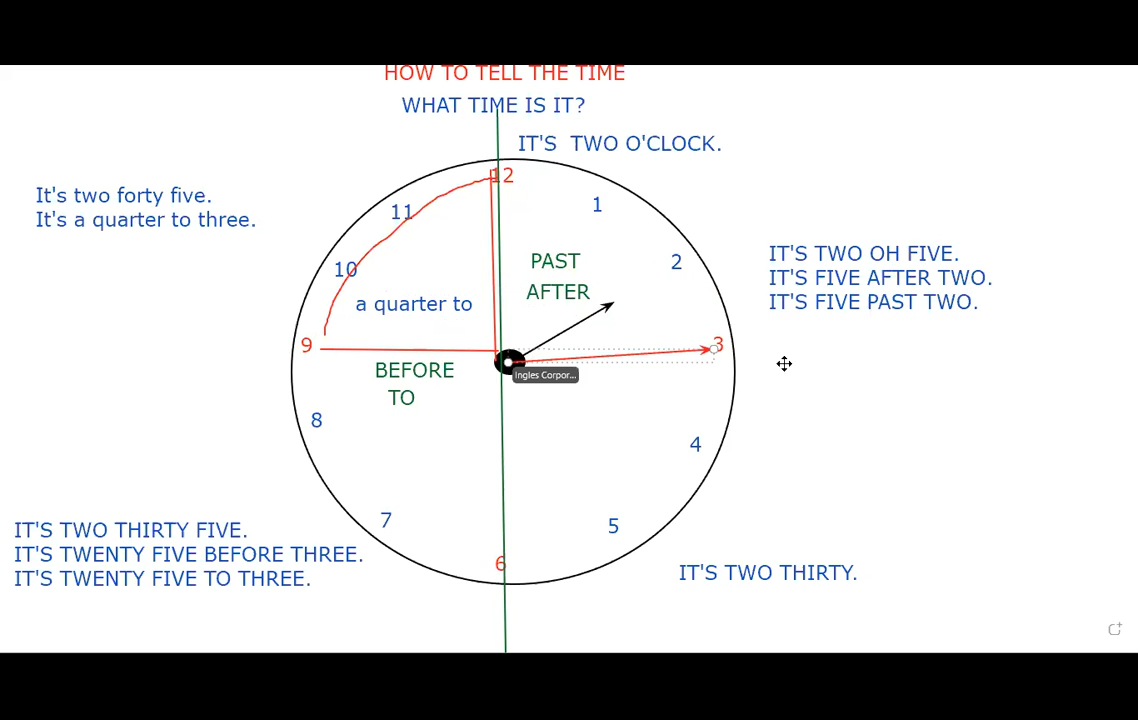 HOW TO TELL THE TIME
WHAT TIME IS IT?
IT'S TWO O'CLOCK.
12
It's two forty five.
It's a quarter to three.
11
1
10
2
PAST
AFTER
IT'S TWO OH FIVE.
IT'S FIVE AFTER TWO.
IT'S FIVE PAST TWO.
a quarter to
9
3
BEFORE
TO
Ingles Corpor...
8
4
7
5
6
IT'S TWO THIRTY FIVE.
IT'S TWENTY FIVE BEFORE THREE.
IT'S TWENTY FIVE TO THREE.
IT'S TWO THIRTY.